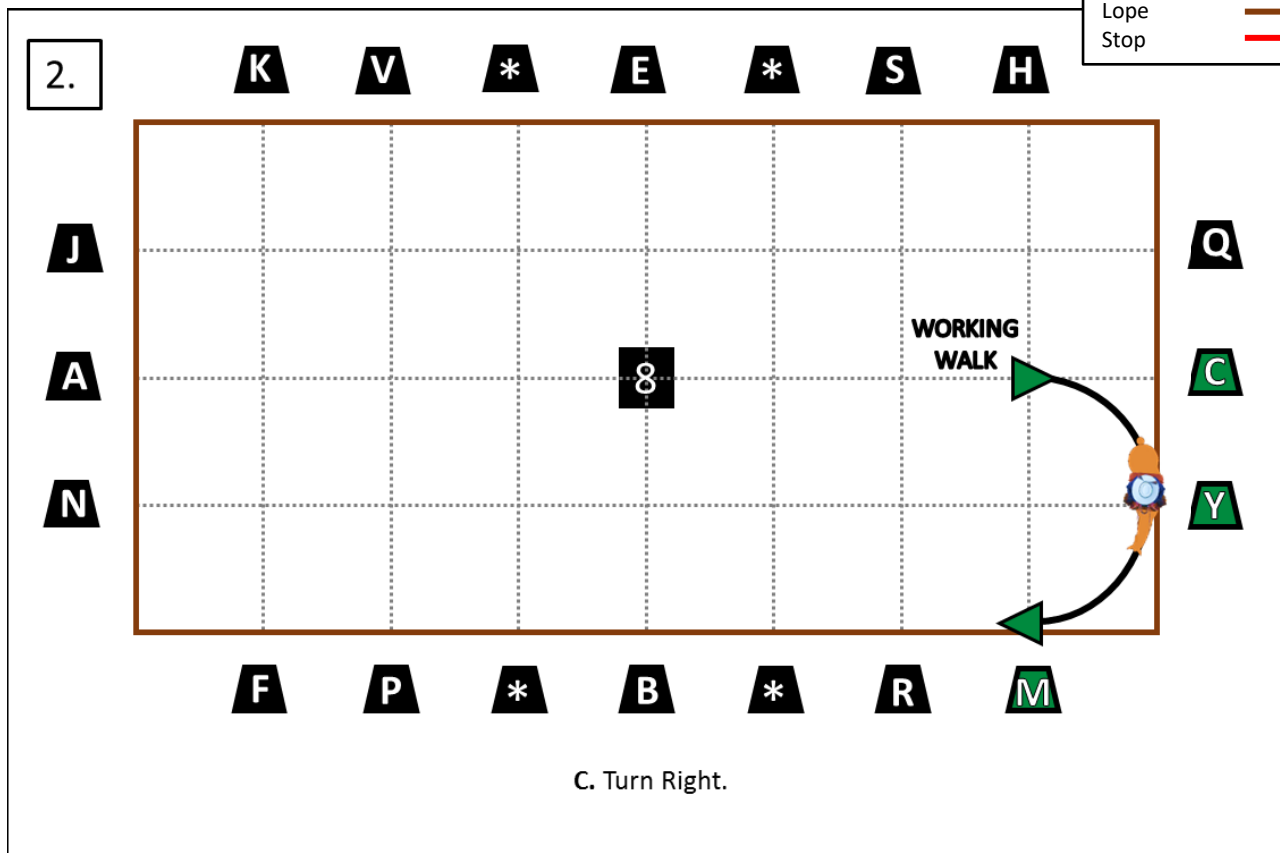 Lope
Stop
2.
K V * E * S H
J
Q
WORKING
WALK
A
8
C
N
Y
F P * B * R M
C. Turn Right.